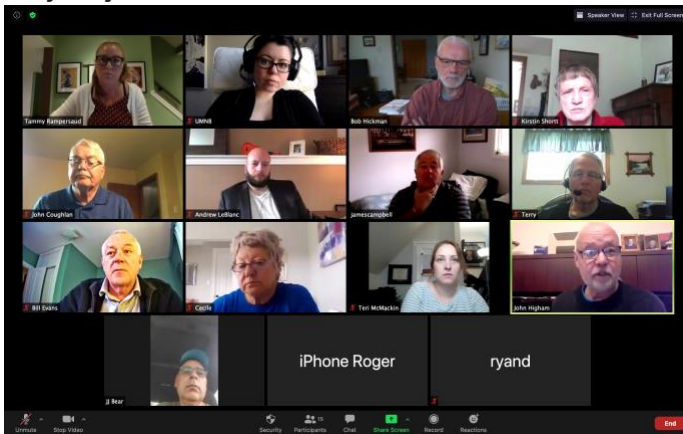 Speaker View Exit Full Screen
Tammy Rampersaud
UMNB
Bob Hickman
Kirstin Shortt
John Coughlan
Andrew LeBlanc
jamescampbell
Terry
Bill Evans
Cecile
Teri McMackin
John Higham
JJ Bear
iPhone Roger
ryand
Unmute
Stop Video
Security
Participants
15
Chat
Share Screen
Record
Reactions
End